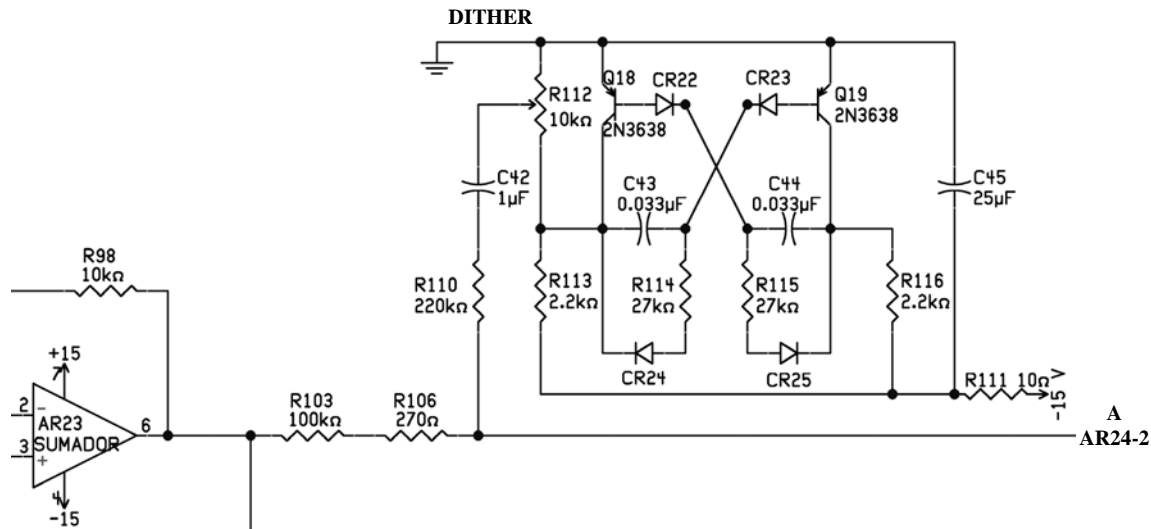 DITHER
Q18
CR22
CR23
Q19
R112
10kΩ
2N3638
2N3638
C42
1µF
C43
0.033µF
C44
0.033µF
C45
25µF
R98
10kΩ
R110
220kΩ
R113
2.2kΩ
R114
27kΩ
R115
27kΩ
R116
2.2kΩ
CR24
CR25
R111 10Ω
-15 V
+15
7
2
-
AR23
6
SUMADOR
3
+
4
-15
R103
100kΩ
R106
270Ω
A
AR24-2